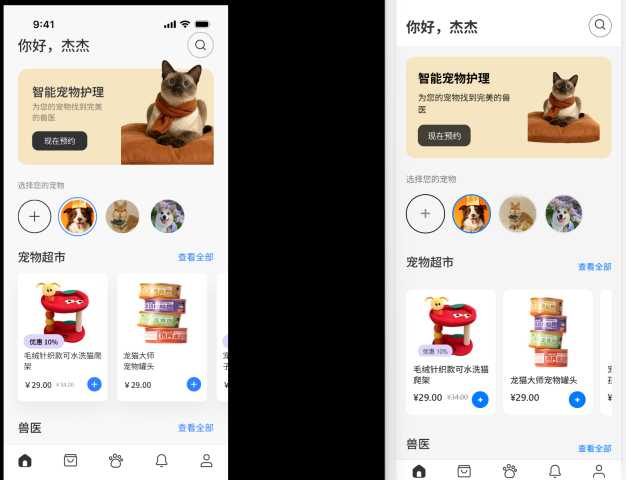 9:41
你好，杰杰
智能宠物护理
为您的宠物找到完美
的兽医
现在预约
选择您的宠物
宠物超市
查看全部
优惠 10%
毛绒针织款可水洗猫爬
架
￥29.00 ￥34.00
龙猫大师
宠物罐头
￥29.00
兽医
查看全部
你好，杰杰
智能宠物护理
为您的宠物找到完美的兽
医
现在预约
选择您的宠物
宠物超市
查看全部
优惠 10%
毛绒针织款可水洗猫
爬架
¥29.00 ¥34.00
龙猫大师宠物罐头
¥29.00
兽医
查看全部